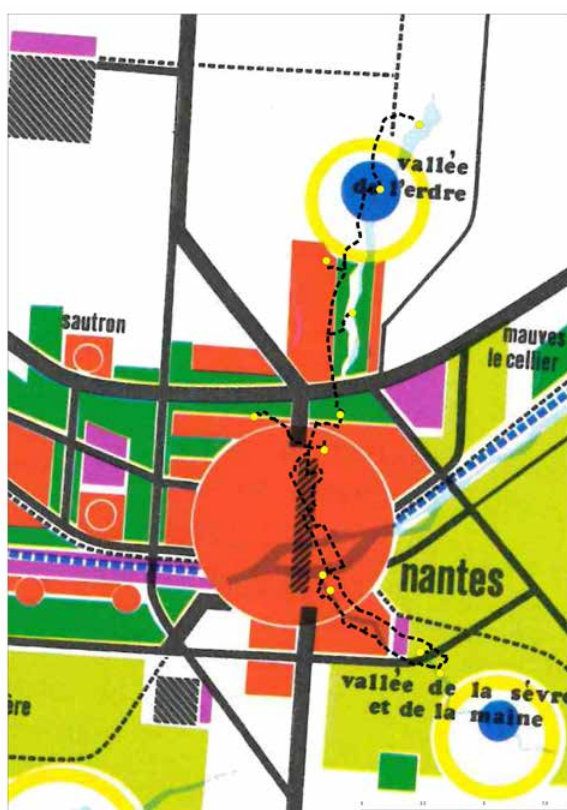 vallée
de l'erdre
sautron
mauves
le cellier
nantes
vallée de la sèvre
et de la maine
ère